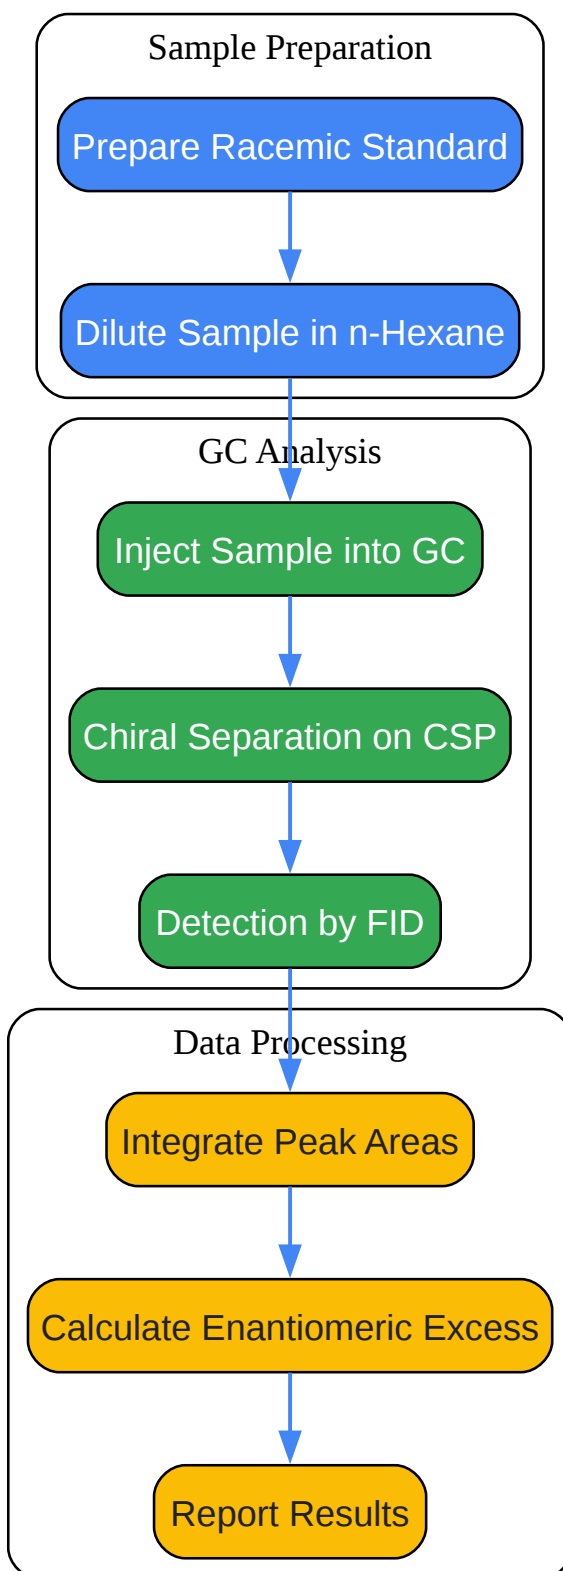 Sample Preparation
Prepare Racemic Standard
Dilute Sample in n-Hexane
GC Analysis
Inject Sample into GC
Chiral Separation on CSP
Detection by FID
Data Processing
Integrate Peak Areas
Calculate Enantiomeric Excess
Report Results